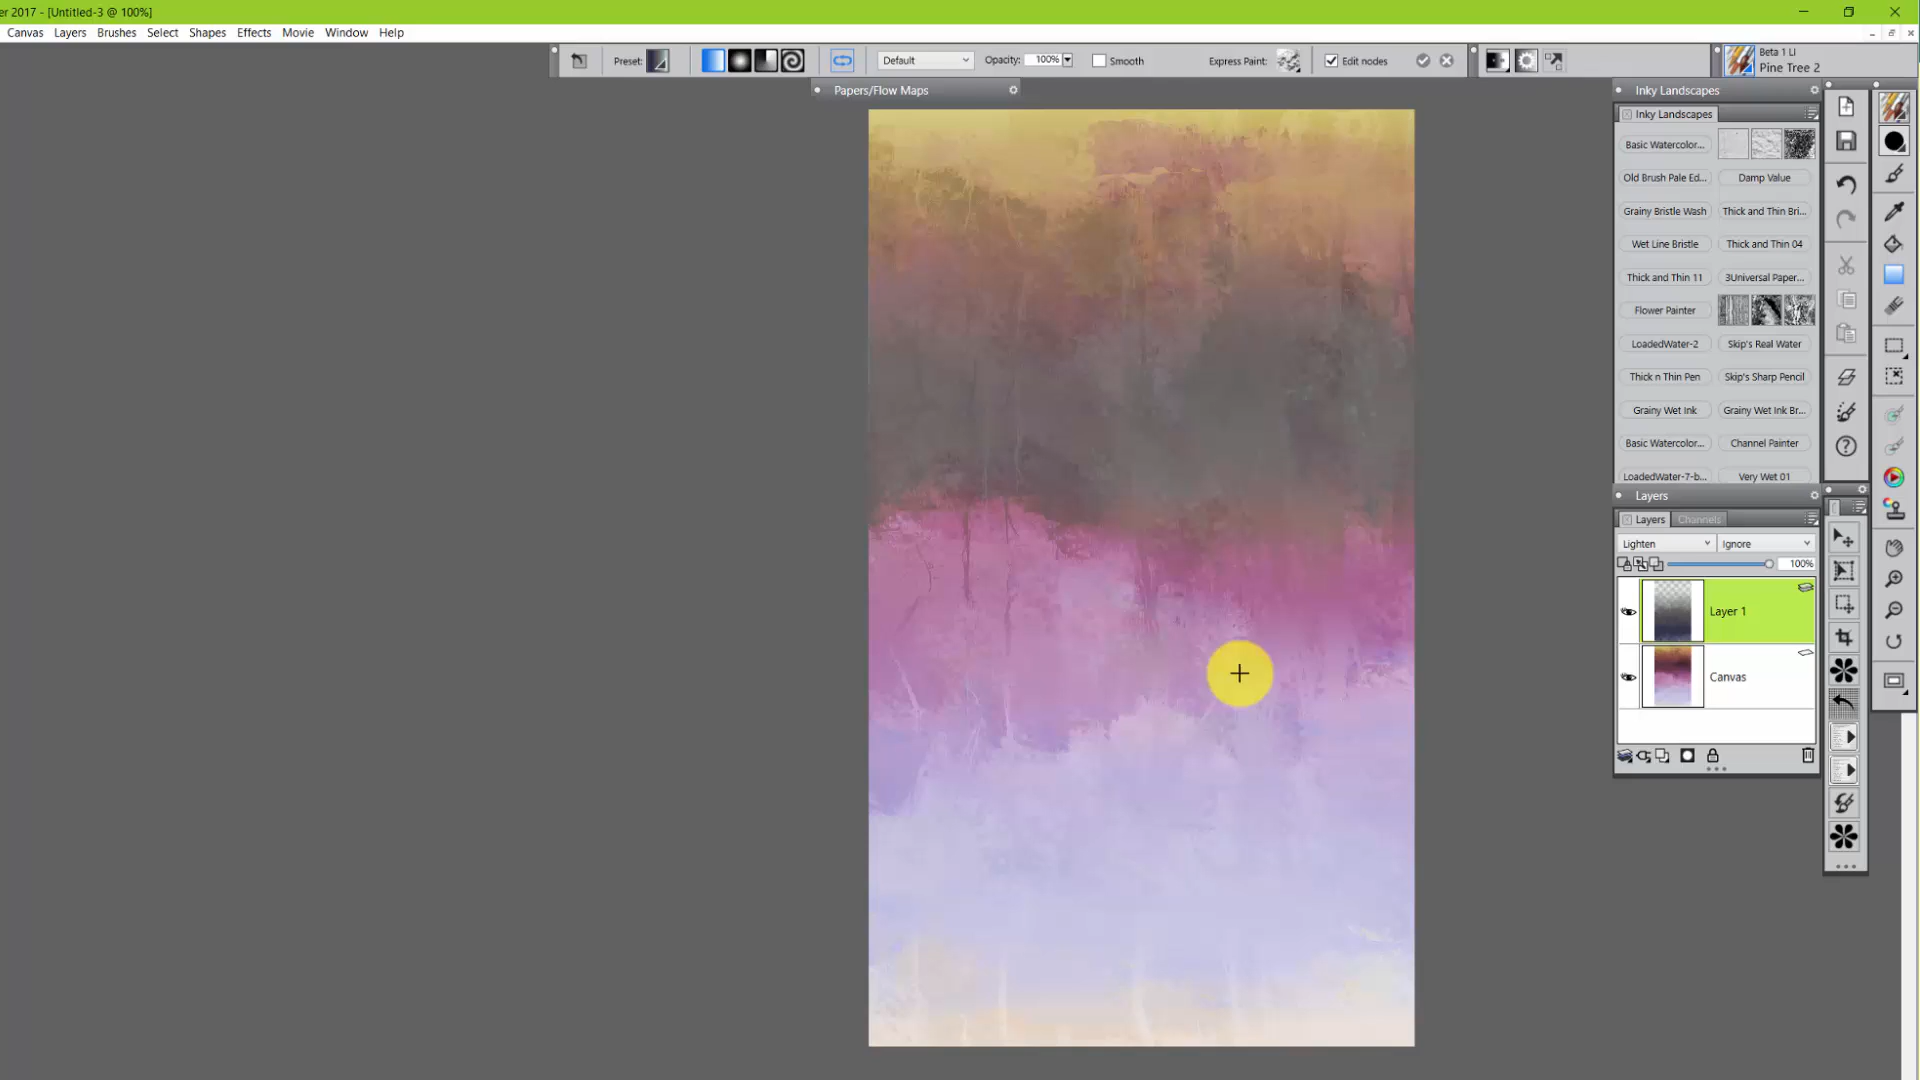 er 2017 - [Untitled-3 @ 100%]
Canvas Layers Brushes Select Shapes Effects Movie Window Help
Preset: Default Opacity: 100% Smooth Express Paint: Edit nodes
Beta 1 LI
Pine Tree 2
Papers/Flow Maps
Inky Landscapes
Inky Landscapes
Basic Watercolor...
Old Brush Pale Ed... Damp Value
Grainy Bristle Wash Thick and Thin Bri...
Wet Line Bristle Thick and Thin 04
Thick and Thin 11 3Universal Paper...
Flower Painter
LoadedWater-2 Skip's Real Water
Thick n Thin Pen Skip's Sharp Pencil
Grainy Wet Ink Grainy Wet Ink Br...
Basic Watercolor... Channel Painter
LoadedWater-7-b... Very Wet 01
Layers
Layers Channels
Lighten Ignore
100%
Layer 1
Canvas